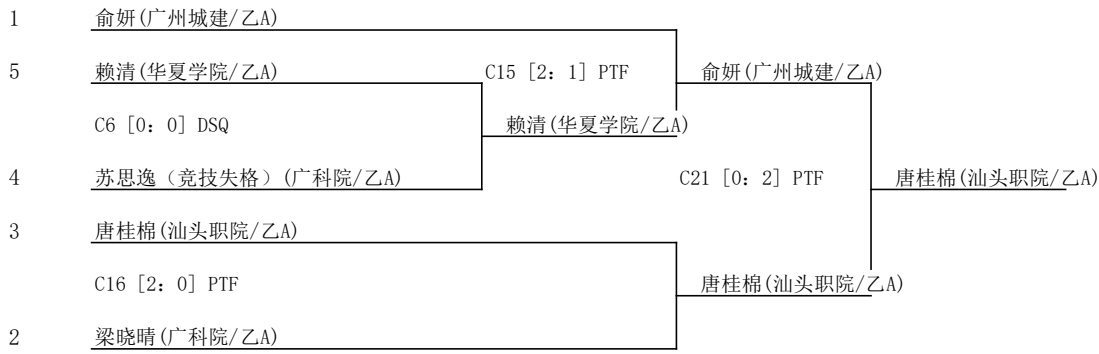 1 俞妍(广州城建/乙A)
5 赖清(华夏学院/乙A) C15 [2: 1] PTF 俞妍(广州城建/乙A)
C6 [0: 0] DSQ 赖清(华夏学院/乙A)
4 苏思逸（竞技失格）(广科院/乙A) C21 [0: 2] PTF 唐桂棉(汕头职院/乙A)
3 唐桂棉(汕头职院/乙A)
C16 [2: 0] PTF 唐桂棉(汕头职院/乙A)
2 梁晓晴(广科院/乙A)